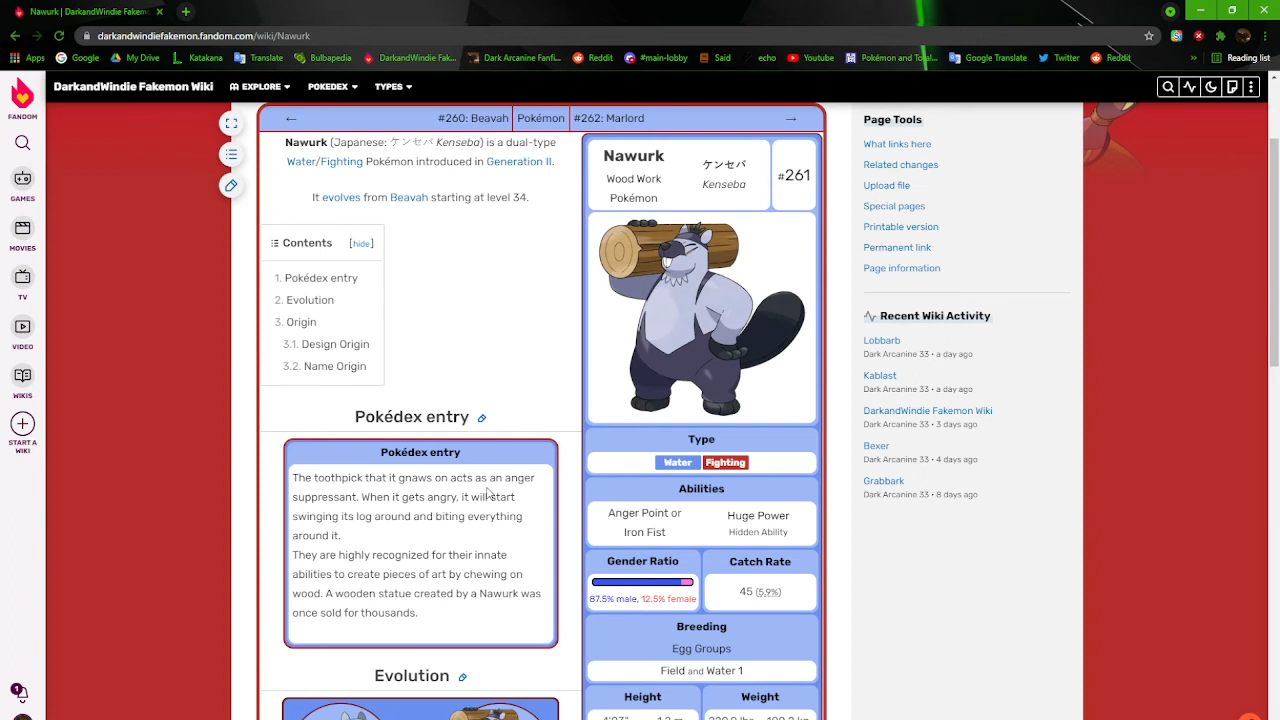 Nawurk | DarkandWindie Fakemon
darkandwindiefakemon.fandom.com/wiki/Nawurk
Apps
Google
My Drive
Katakana
Translate
Bulbapedia
DarkandWindie Fak...
Dark Arcanine Fanfi...
Reddit
#main-lobby
Said
echo
Youtube
Pokémon and Total...
Google Translate
Twitter
Reddit
»
Reading list
DarkandWindie Fakemon Wiki
EXPLORE
POKEDEX
TYPES
FANDOM
GAMES
MOVIES
TV
VIDEO
WIKIS
START A
WIKI
1
← #260: Beavah
Pokémon
#262: Marlord →
Nawurk (Japanese: ケンセバ Kenseba) is a dual-type
Water/Fighting Pokémon introduced in Generation II.
It evolves from Beavah starting at level 34.
Contents [hide]
1. Pokédex entry
2. Evolution
3. Origin
3.1. Design Origin
3.2. Name Origin
Pokédex entry
Pokédex entry
The toothpick that it gnaws on acts as an anger
suppressant. When it gets angry, it will start
swinging its log around and biting everything
around it.
They are highly recognized for their innate
abilities to create pieces of art by chewing on
wood. A wooden statue created by a Nawurk was
once sold for thousands.
Evolution
Nawurk
Wood Work
Pokémon
ケンセバ
Kenseba
#261
Type
Water Fighting
Abilities
Anger Point or
Iron Fist
Huge Power
Hidden Ability
Gender Ratio
87.5% male, 12.5% female
Catch Rate
45 (5.9%)
Breeding
Egg Groups
Field and Water 1
Height
Weight
Page Tools
What links here
Related changes
Upload file
Special pages
Printable version
Permanent link
Page information
Recent Wiki Activity
Lobbarb
Dark Arcanine 33 • a day ago
Kablast
Dark Arcanine 33 • a day ago
DarkandWindie Fakemon Wiki
Dark Arcanine 33 • 3 days ago
Bexer
Dark Arcanine 33 • 4 days ago
Grabbark
Dark Arcanine 33 • 8 days ago